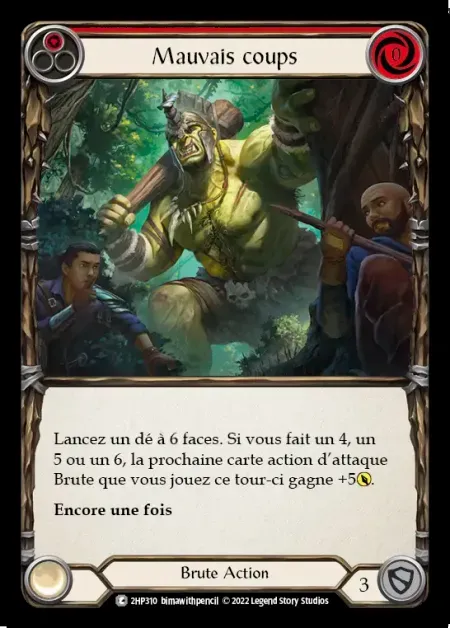 Mauvais coups
0
Lancez un dé à 6 faces. Si vous fait un 4, un
5 ou un 6, la prochaine carte action d'attaque
Brute que vous jouez ce tour-ci gagne +5.
Encore une fois
Brute Action
3
C 2HP310 bimawithpencil © 2022 Legend Story Studios